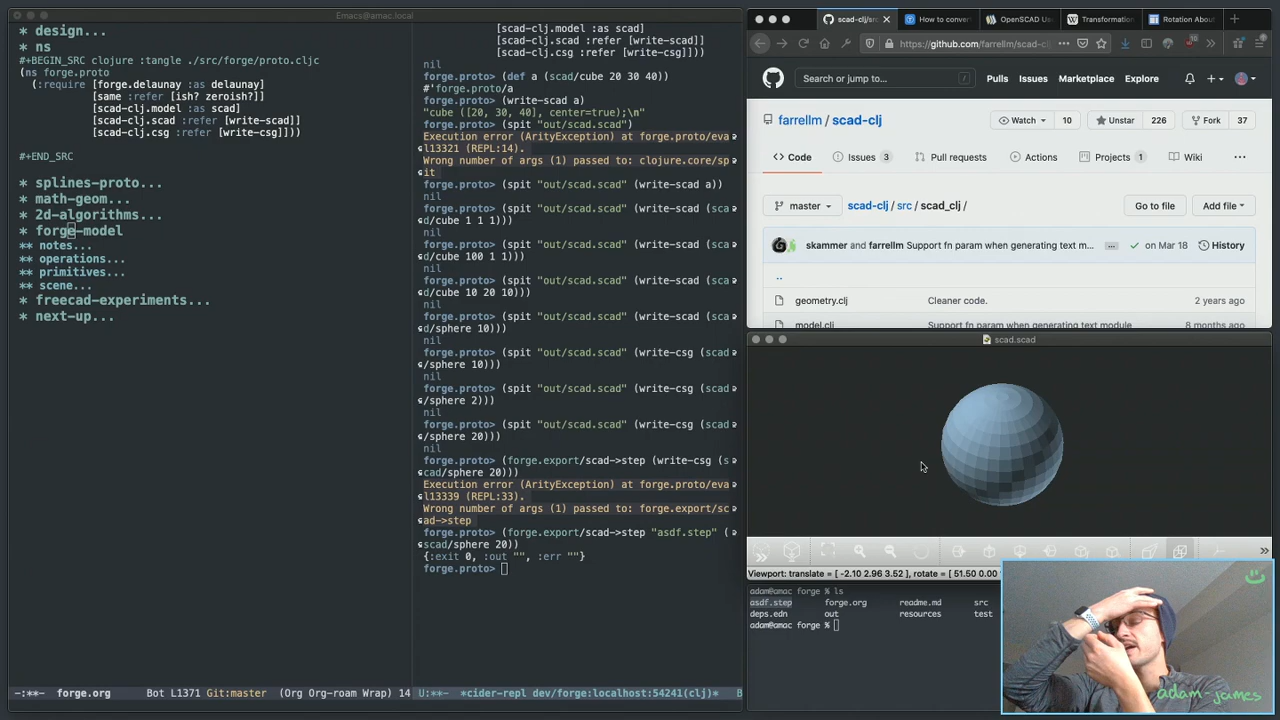 Emacs@amac.local
* design...
* ns
#+BEGIN_SRC clojure :tangle ./src/forge/proto.cljc
(ns forge.proto
(:require [forge.delaunay :as delaunay]
[same :refer [ish? zeroish?]]
[scad-clj.model :as scad]
[scad-clj.scad :refer [write-scad]]
[scad-clj.csg :refer [write-csg]]))
#+END_SRC
* splines-proto...
* math-geom...
* 2d-algorithms...
* forge-model
** notes...
** operations...
** primitives...
** scene...
* freecad-experiments...
* next-up...
-:**- forge.org Bot L1371 Git:master (Org Org-roam Wrap) 14
[scad-clj.model :as scad]
[scad-clj.scad :refer [write-scad]]
[scad-clj.csg :refer [write-csg]]))
nil
forge.proto> (def a (scad/cube 20 30 40))
#'forge.proto/a
forge.proto> (write-scad a)
"cube ([20, 30, 40], center=true);\n"
forge.proto> (spit "out/scad.scad")
Execution error (ArityException) at forge.proto/eva
l13321 (REPL:14).
Wrong number of args (1) passed to: clojure.core/sp
it
forge.proto> (spit "out/scad.scad" (write-scad a))
nil
forge.proto> (spit "out/scad.scad" (write-scad (sca
d/cube 1 1 1)))
nil
forge.proto> (spit "out/scad.scad" (write-scad (sca
d/cube 100 1 1)))
nil
forge.proto> (spit "out/scad.scad" (write-scad (sca
d/cube 10 20 10)))
nil
forge.proto> (spit "out/scad.scad" (write-scad (scad
/sphere 10)))
nil
forge.proto> (spit "out/scad.scad" (write-csg (scad
/sphere 10)))
nil
forge.proto> (spit "out/scad.scad" (write-csg (scad
/sphere 2)))
nil
forge.proto> (spit "out/scad.scad" (write-csg (scad
/sphere 20)))
nil
forge.proto> (forge.export/scad->step (write-csg (s
cad/sphere 20)))
Execution error (ArityException) at forge.proto/eva
l13339 (REPL:33).
Wrong number of args (1) passed to: forge.export/sc
ad->step
forge.proto> (forge.export/scad->step "asdf.step" (
scad/sphere 20))
{:exit 0, :out "", :err ""}
forge.proto>
U:**- *cider-repl dev/forge:localhost:54241(clj)* B
scad-clj/src How to conver OpenSCAD Us Transformation Rotation Abou
https://github.com/farrellm/scad-cl
Search or jump to... / Pulls Issues Marketplace Explore
farrellm / scad-clj Watch 10 Unstar 226 Fork 37
Code Issues 3 Pull requests Actions Projects 1 Wiki ...
master scad-clj / src / scad_clj / Go to file Add file
skammer and farrellm Support fn param when generating text m... on Mar 18 History
..
geometry.clj Cleaner code. 2 years ago
model.clj Support fn param when generating text module 8 months ago
scad.scad
Viewport: translate = [ -2.10 2.96 3.52 ], rotate = [ 51.50 0.00
adam@amac forge % ls
asdf.step forge.org readme.md src
deps.edn out resources test
adam@amac forge %
adam-james